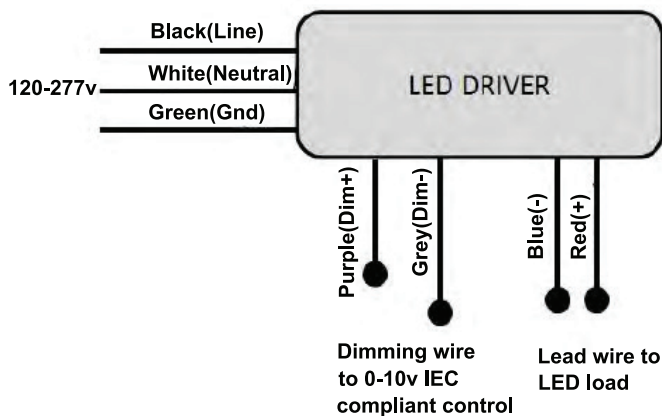 Black(Line)
White(Neutral)
120-277v
Green(Gnd)
LED DRIVER
Purple(Dim+)
Grey(Dim-)
Blue(-)
Red(+)
Dimming wire
to 0-10v IEC
compliant control
Lead wire to
LED load